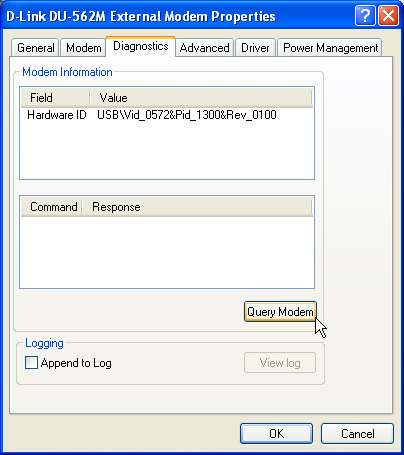 D-Link DU-562M External Modem Properties
General Modem Diagnostics Advanced Driver Power Management
Modem Information
Field Value
Hardware ID USB\Vid_0572&Pid_1300&Rev_0100
Command Response
Query Modem
Logging
Append to Log View log
OK Cancel